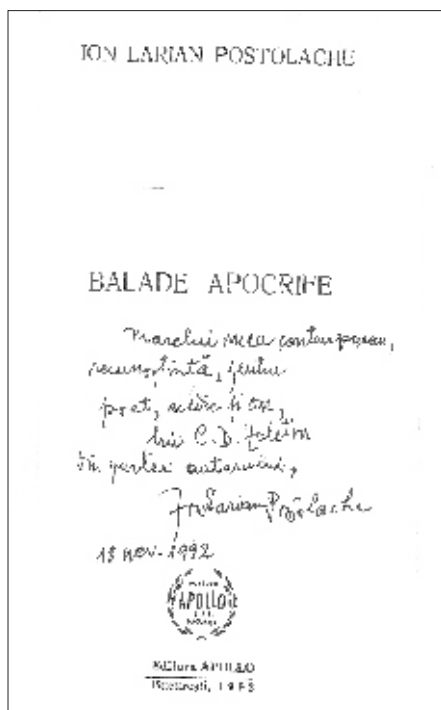 ION LARIAN POSTOLACHE
BALADE APOCRIFE
Marelui meu contemporan,
recunoștință, pentru
poet,
lui C.D. Zeletin
din partea autorului,
Ion Larian Postolache
18 nov. 1992
APOLLO
Editura APOLLO
București,